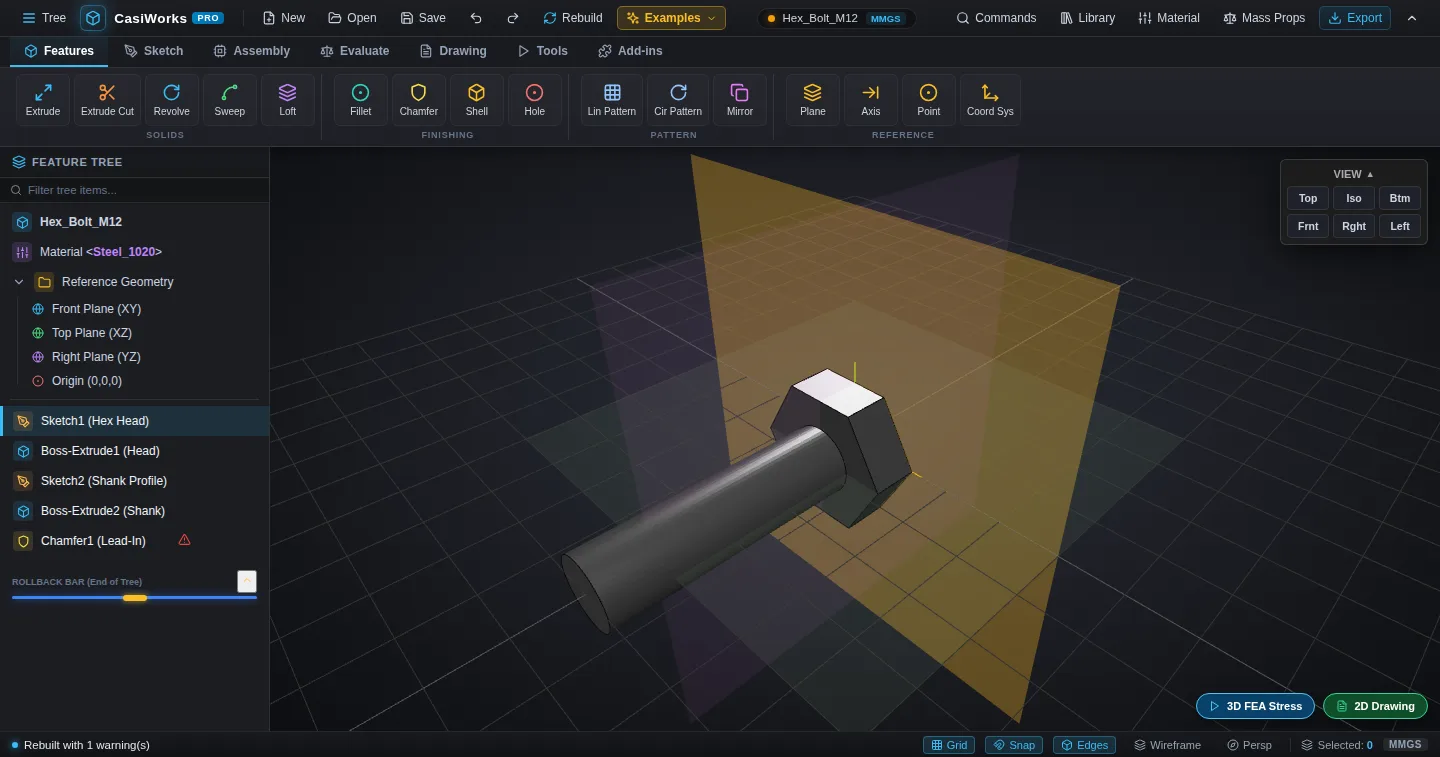 Tree CasiWorks PRO New Open Save Rebuild Examples Hex_Bolt_M12 MMGS Commands Library Material Mass Props Export
Features Sketch Assembly Evaluate Drawing Tools Add-ins
Extrude Extrude Cut Revolve Sweep Loft Fillet Chamfer Shell Hole Lin Pattern Cir Pattern Mirror Plane Axis Point Coord Sys
SOLIDS FINISHING PATTERN REFERENCE
FEATURE TREE
Filter tree items...
Hex_Bolt_M12
Material <Steel_1020>
Reference Geometry
Front Plane (XY)
Top Plane (XZ)
Right Plane (YZ)
Origin (0,0,0)
Sketch1 (Hex Head)
Boss-Extrude1 (Head)
Sketch2 (Shank Profile)
Boss-Extrude2 (Shank)
Chamfer1 (Lead-In)
ROLLBACK BAR (End of Tree)
VIEW ▲
Top Iso Btm
Frnt Rght Left
3D FEA Stress 2D Drawing
Rebuilt with 1 warning(s) Grid Snap Edges Wireframe Persp Selected: 0 MMGS